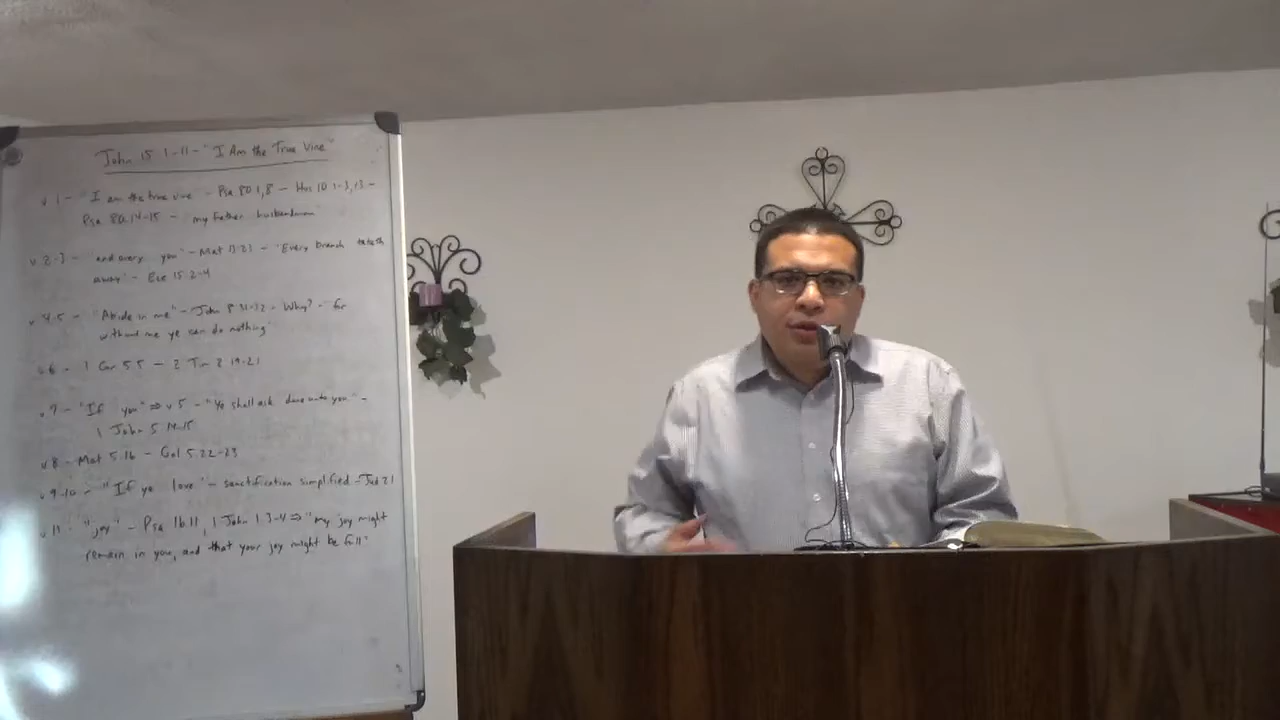 John 15 1-11 - "I Am the True Vine"
v.1 - "I am the true vine - Psa 80 1,8 - Hos 10 1-3,13 -
Psa 80.14-15 - my Father husbandman"
v.2-3 - "and every you" - Mat 13.23 - "Every branch taketh
away" - Eze 15.2-4
v.4-5 - "Abide in me" - John 8 31-32 - Why? - "for
without me ye can do nothing"
v.6 - 1 Cor 5.5 - 2 Tim 2 19-21
v.7 - "If you" ⇒ v.5 - "Ye shall ask done unto you" -
1 John 5 14-15
v.8 - Mat 5.16 - Gal 5.22-23
v.9-10 - "If ye love" - sanctification simplified - Jud 21
v.11 - "joy" - Psa 16.11, 1 John 1.3-4 ⇒ "my joy might
remain in you, and that your joy might be full"